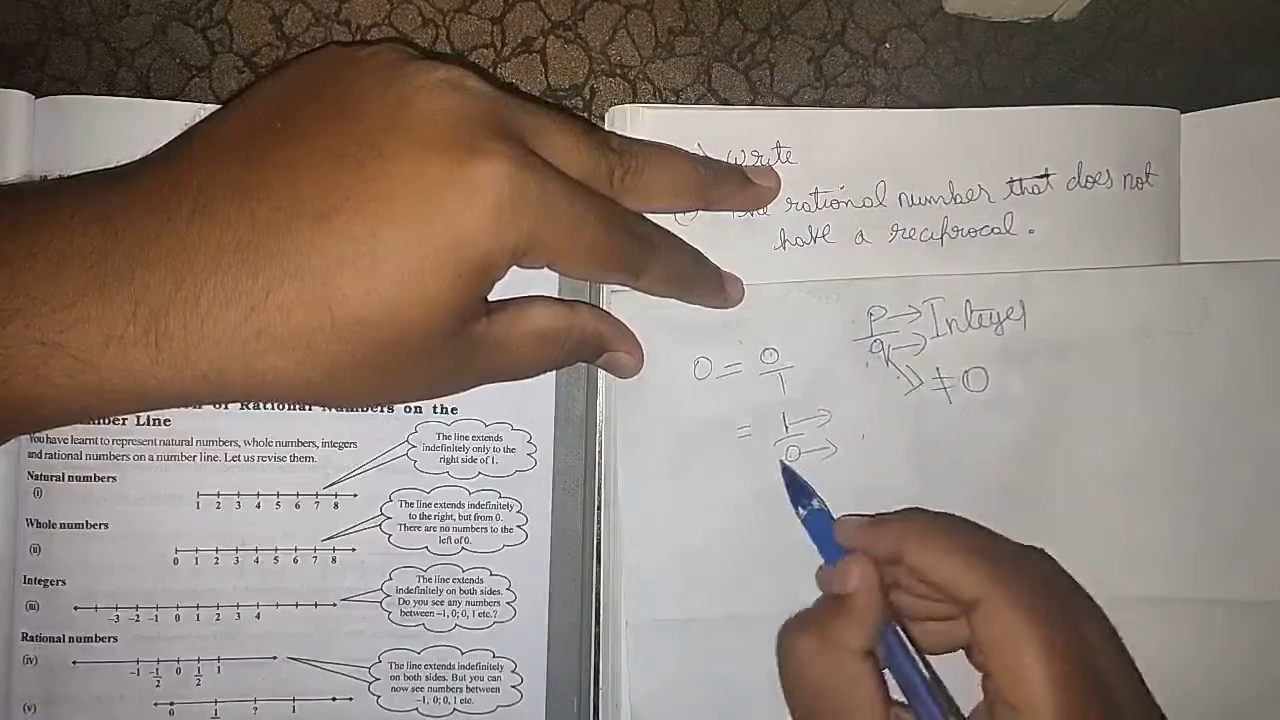 write
rational number that does not
have a reciprocal.
p → Integer
q →
≠ 0
0 = 0/1
= 1 →
0 →
of Rational Numbers on the
Number Line
You have learnt to represent natural numbers, whole numbers, integers
and rational numbers on a number line. Let us revise them.
Natural numbers
(i)
1 2 3 4 5 6 7 8
The line extends
indefinitely only to the
right side of 1.
Whole numbers
(ii)
0 1 2 3 4 5 6 7 8
The line extends indefinitely
to the right, but from 0.
There are no numbers to the
left of 0.
Integers
(iii)
−3 −2 −1 0 1 2 3 4
The line extends
indefinitely on both sides.
Do you see any numbers
between −1, 0; 0, 1 etc.?
Rational numbers
(iv)
−1 −1/2 0 1/2 1
The line extends indefinitely
on both sides. But you can
now see numbers between
−1, 0; 0, 1 etc.
(v)
0 1 ? 1